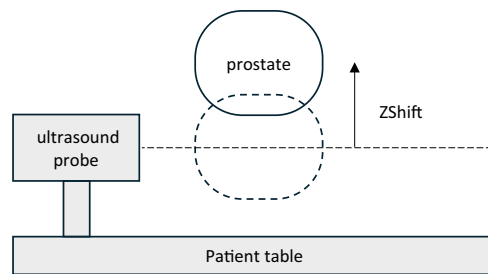 prostate
ZShift
ultrasound
probe
Patient table